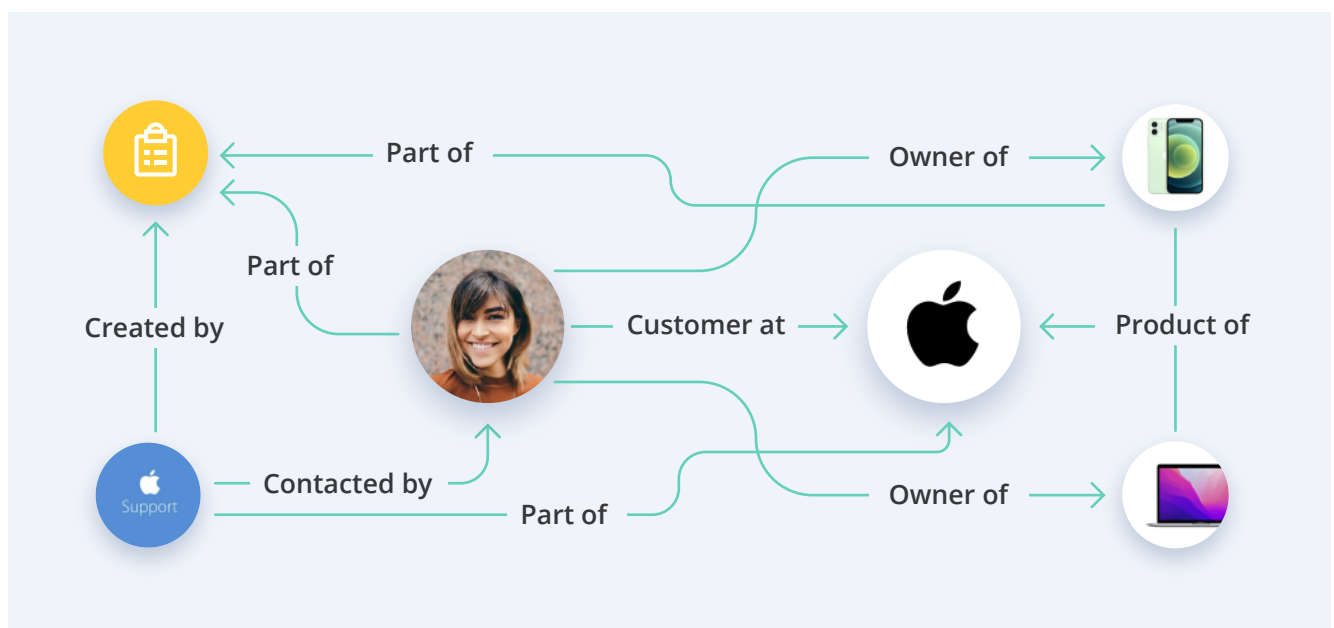 Part of
Owner of
Part of
Customer at
Product of
Created by
Contacted by
Owner of
Support
Part of